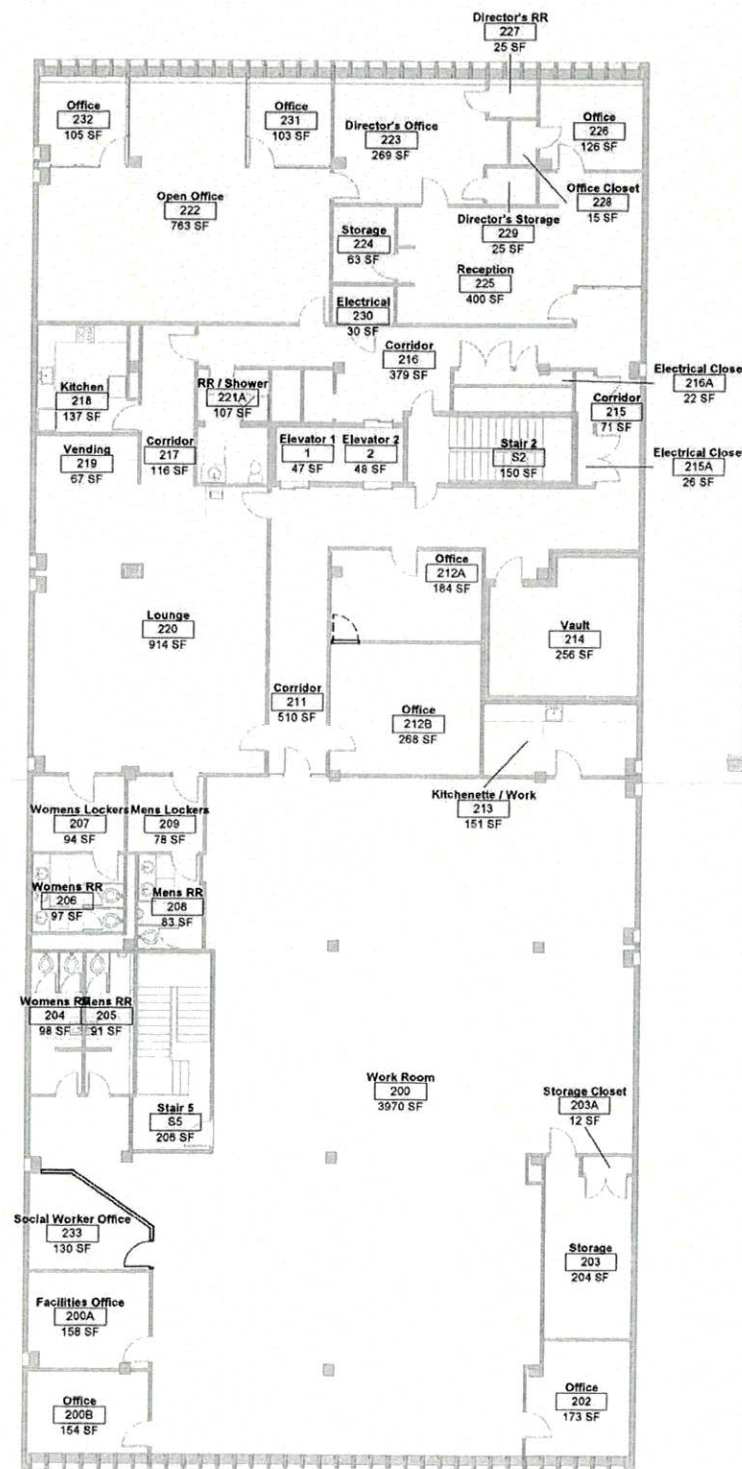 Director's RR
227
25 SF
Office
232
105 SF
Office
231
103 SF
Director's Office
223
269 SF
Office
226
126 SF
Open Office
222
763 SF
Storage
224
63 SF
Director's Storage
229
25 SF
Office Closet
228
15 SF
Reception
225
400 SF
Electrical
230
30 SF
Corridor
216
379 SF
Electrical Close
216A
22 SF
Kitchen
218
137 SF
RR / Shower
221A
107 SF
Corridor
215
71 SF
Vending
219
67 SF
Corridor
217
116 SF
Elevator 1
1
47 SF
Elevator 2
2
48 SF
Stair 2
S2
150 SF
Electrical Close
215A
26 SF
Office
212A
184 SF
Lounge
220
914 SF
Vault
214
256 SF
Corridor
211
510 SF
Office
212B
268 SF
Kitchenette / Work
213
151 SF
Womens Lockers
207
94 SF
Mens Lockers
209
78 SF
Womens RR
206
97 SF
Mens RR
208
83 SF
Womens RR
204
98 SF
Mens RR
205
91 SF
Work Room
200
3970 SF
Stair 5
S5
206 SF
Storage Closet
203A
12 SF
Social Worker Office
233
130 SF
Storage
203
204 SF
Facilities Office
200A
158 SF
Office
200B
154 SF
Office
202
173 SF